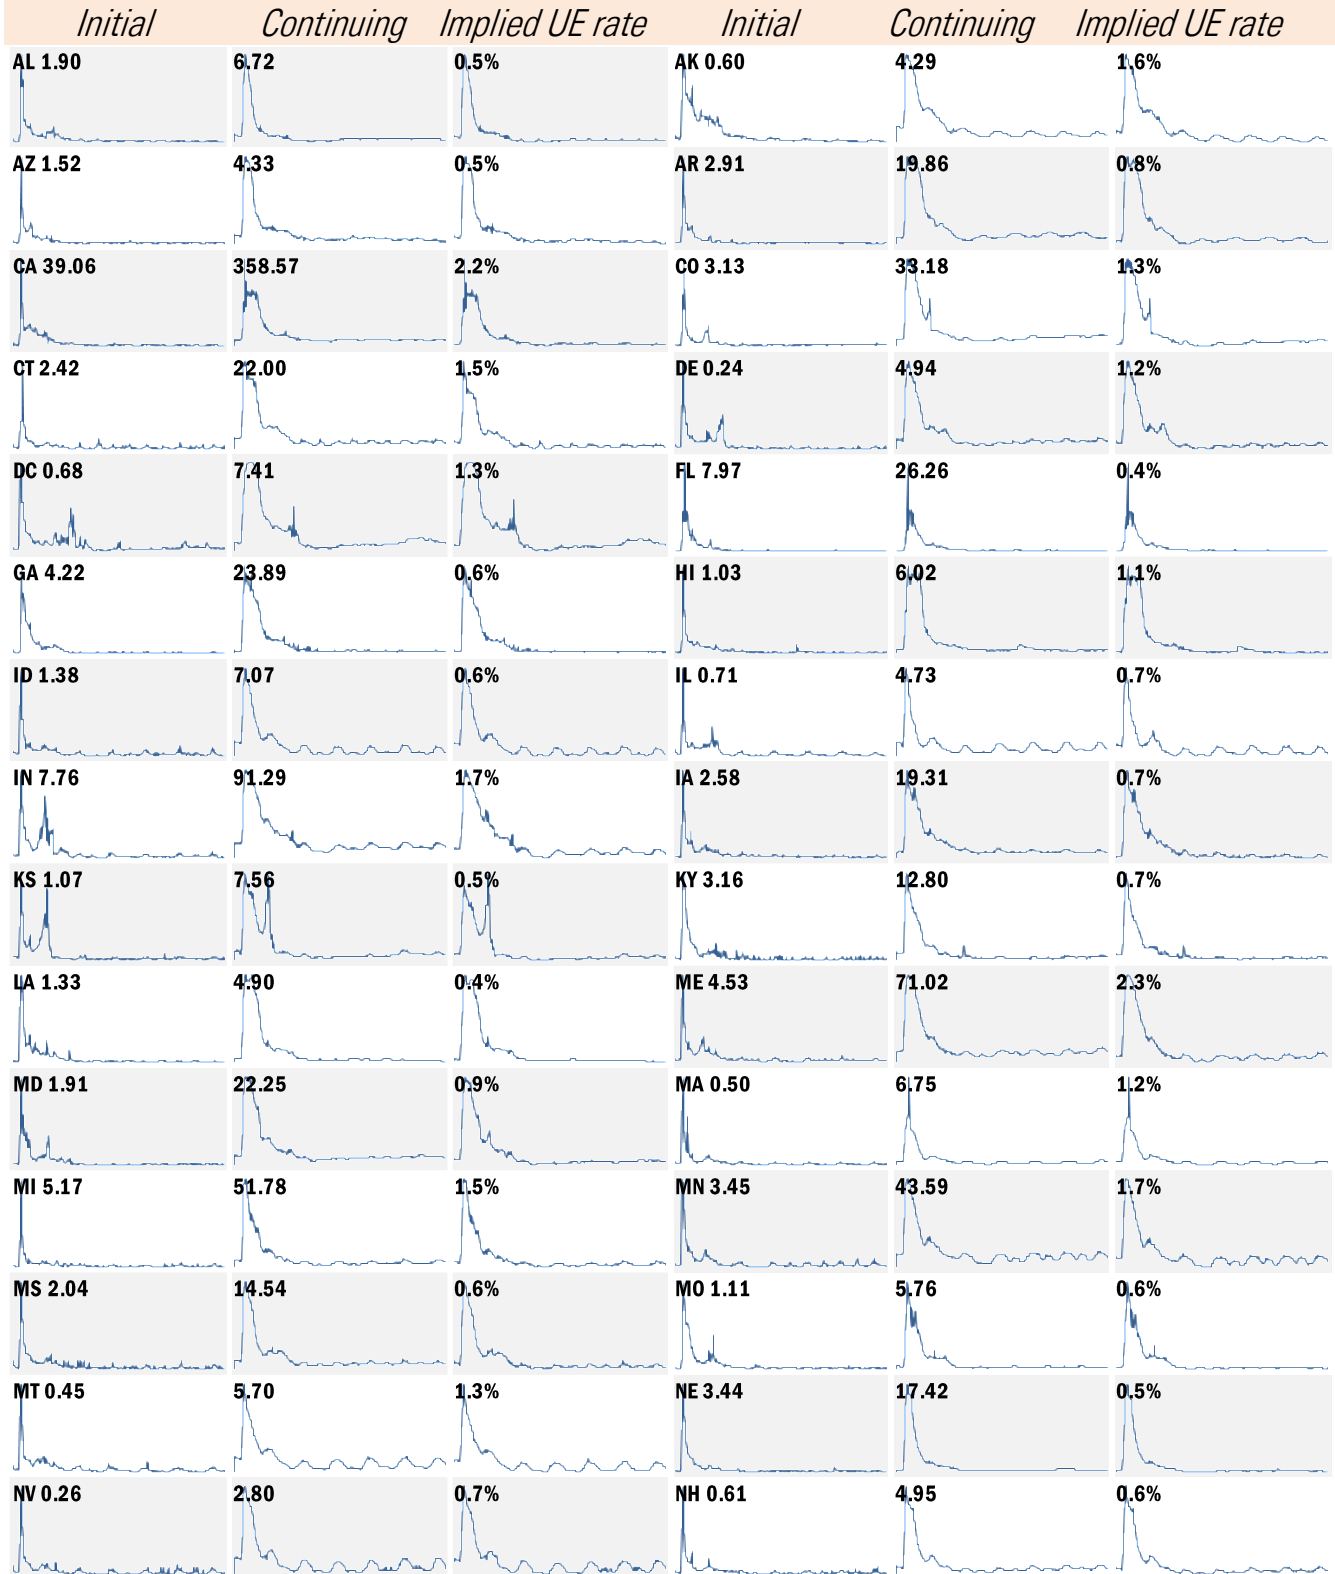 Initial Continuing Implied UE rate Initial Continuing Implied UE rate
AL 1.90 6.72 0.5% AK 0.60 4.29 1.6%
AZ 1.52 4.33 0.5% AR 2.91 19.86 0.8%
CA 39.06 358.57 2.2% CO 3.13 33.18 1.3%
CT 2.42 22.00 1.5% DE 0.24 4.94 1.2%
DC 0.68 7.41 1.3% FL 7.97 26.26 0.4%
GA 4.22 23.89 0.6% HI 1.03 6.02 1.1%
ID 1.38 7.07 0.6% IL 0.71 4.73 0.7%
IN 7.76 91.29 1.7% IA 2.58 19.31 0.7%
KS 1.07 7.56 0.5% KY 3.16 12.80 0.7%
LA 1.33 4.90 0.4% ME 4.53 71.02 2.3%
MD 1.91 22.25 0.9% MA 0.50 6.75 1.2%
MI 5.17 51.78 1.5% MN 3.45 43.59 1.7%
MS 2.04 14.54 0.6% MO 1.11 5.76 0.6%
MT 0.45 5.70 1.3% NE 3.44 17.42 0.5%
NV 0.26 2.80 0.7% NH 0.61 4.95 0.6%